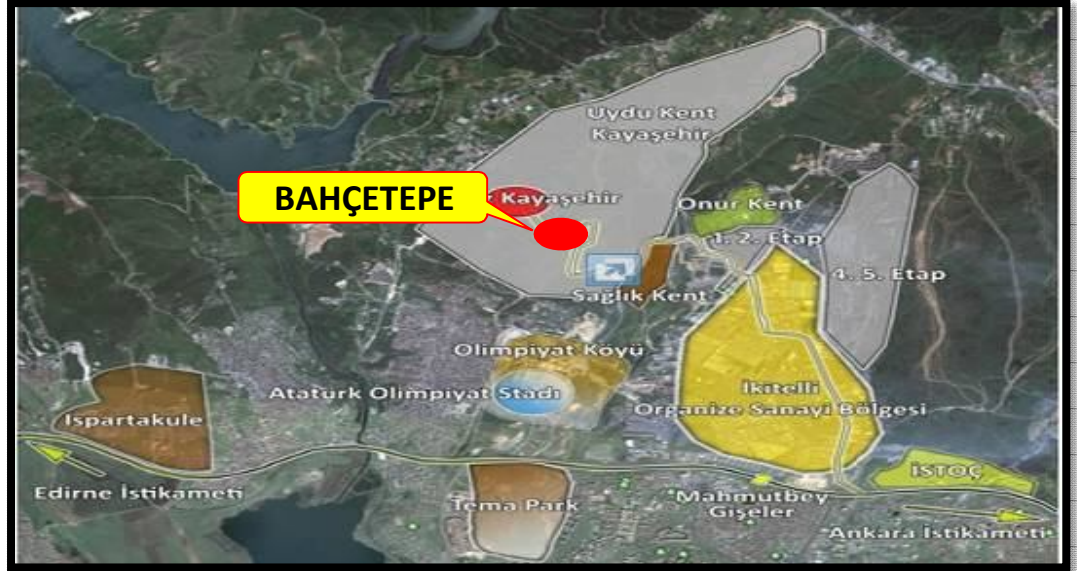 Uydu Kent
Kayaşehir
BAHÇETEPE
Kayaşehir
Onur Kent
1. 2. Etap
4. 5. Etap
Sağlık Kent
Olimpiyat Köyü
Atatürk Olimpiyat Stadı
İkitelli
Organize Sanayi Bölgesi
Ispartakule
İSTOÇ
Edirne İstikameti
Tema Park
Mahmutbey
Gişeler
Ankara İstikameti